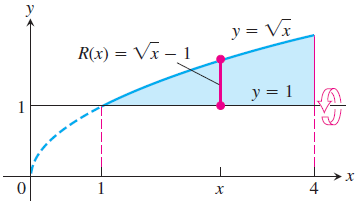 y
y = √x
R(x) = √x – 1
y = 1
1
0
1
x
4
x